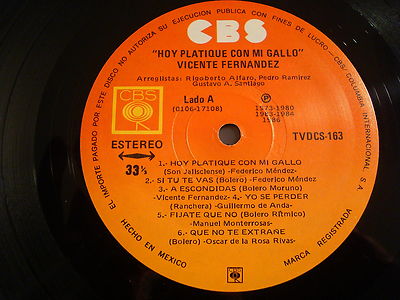 EL IMPORTE PAGADO POR ESTE DISCO NO AUTORIZA SU EJECUCION PUBLICA CON FINES DE LUCRO - CBS/COLUMBIA INTERNACIONAL S.A.
CBS
"HOY PLATIQUE CON MI GALLO"
VICENTE FERNANDEZ
Arreglistas: Rigoberto Alfaro, Pedro Ramirez
Gustavo A. Santiago
Lado A
(0106-17108)
℗
1973-1980
1983-1984
1986
CBS
TVDCS-163
ESTEREO
33⅓
1.- HOY PLATIQUE CON MI GALLO
(Son Jalisciense) -Federico Méndez-
2.- SI TU TE VAS (Bolero) -Federico Méndez
3.- A ESCONDIDAS (Bolero Moruno)
-Vicente Fernandez- 4.- YO SE PERDER
(Ranchera) -Guillermo de Anda-
5.- FIJATE QUE NO (Bolero Rítmico)
-Manuel Monterrosas-
6.- QUE NO TE EXTRAÑE
(Bolero) -Oscar de la Rosa Rivas-
HECHO EN MEXICO
MARCA REGISTRADA